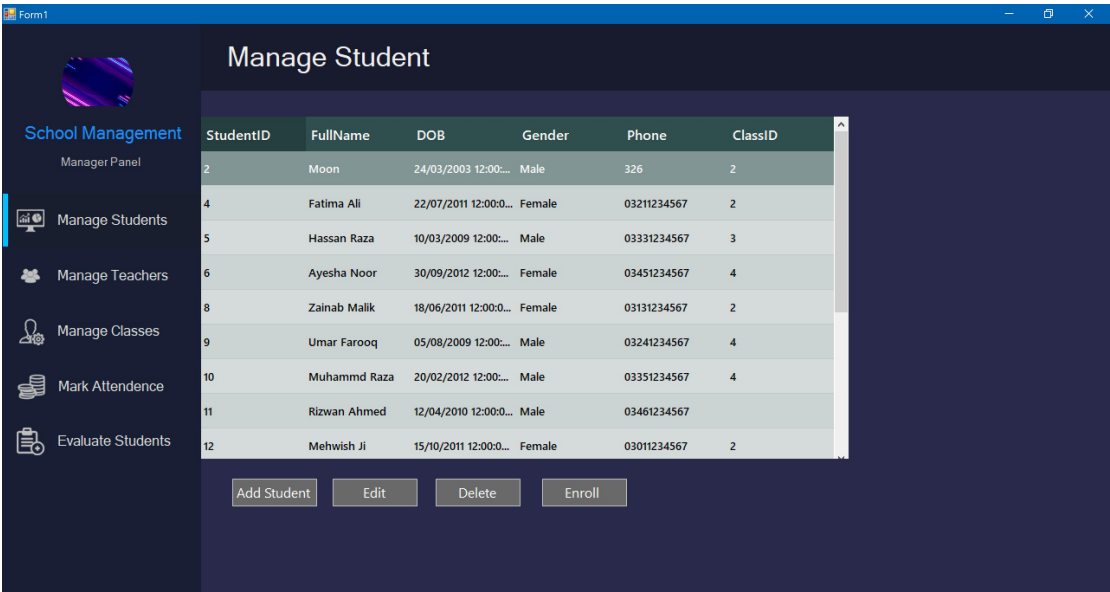 Form1
Manage Student
School Management
Manager Panel
Manage Students
Manage Teachers
Manage Classes
Mark Attendence
Evaluate Students
StudentID FullName DOB Gender Phone ClassID
2 Moon 24/03/2003 12:00:... Male 326 2
4 Fatima Ali 22/07/2011 12:00:0... Female 03211234567 2
5 Hassan Raza 10/03/2009 12:00:... Male 03331234567 3
6 Ayesha Noor 30/09/2012 12:00:... Female 03451234567 4
8 Zainab Malik 18/06/2011 12:00:0... Female 03131234567 2
9 Umar Farooq 05/08/2009 12:00:... Male 03241234567 4
10 Muhammd Raza 20/02/2012 12:00:... Male 03351234567 4
11 Rizwan Ahmed 12/04/2010 12:00:0... Male 03461234567
12 Mehwish Ji 15/10/2011 12:00:0... Female 03011234567 2
Add Student Edit Delete Enroll